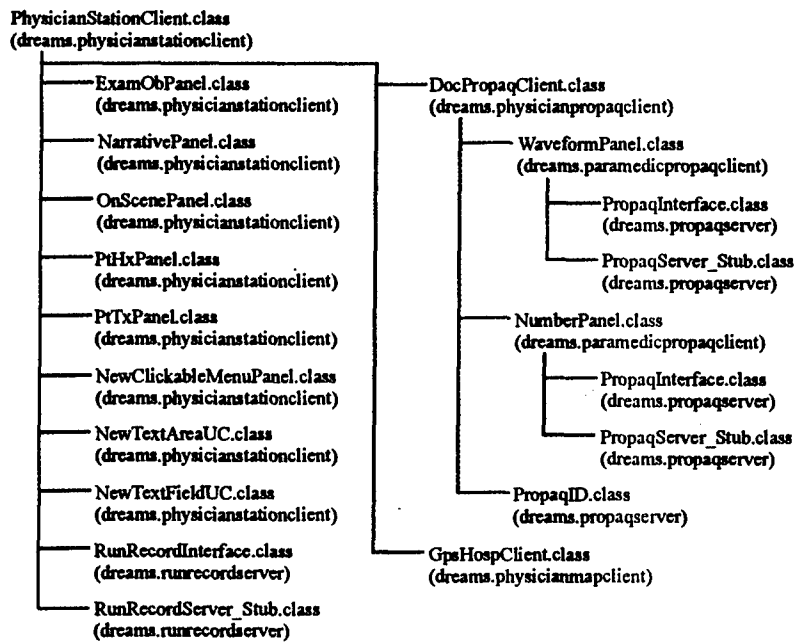 PhysicianStationClient.class
(dreams.physicianstationclient)
ExamObPanel.class
(dreams.physicianstationclient)
NarrativePanel.class
(dreams.physicianstationclient)
OnScenePanel.class
(dreams.physicianstationclient)
PtHxPanel.class
(dreams.physicianstationclient)
PtTxPanel.class
(dreams.physicianstationclient)
NewClickableMenuPanel.class
(dreams.physicianstationclient)
NewTextAreaUC.class
(dreams.physicianstationclient)
NewTextFieldUC.class
(dreams.physicianstationclient)
RunRecordInterface.class
(dreams.runrecordserver)
RunRecordServer_Stub.class
(dreams.runrecordserver)
DocPropaqClient.class
(dreams.physicianpropaqclient)
WaveformPanel.class
(dreams.paramedicpropaqclient)
PropaqInterface.class
(dreams.propaqserver)
PropaqServer_Stub.class
(dreams.propaqserver)
NumberPanel.class
(dreams.paramedicpropaqclient)
PropaqInterface.class
(dreams.propaqserver)
PropaqServer_Stub.class
(dreams.propaqserver)
PropaqID.class
(dreams.propaqserver)
GpsHospClient.class
(dreams.physicianmapclient)